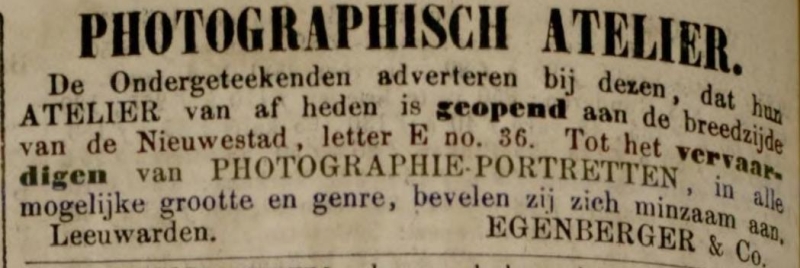 PHOTOGRAPHISCH ATELIER.
De Ondergeteekenden adverteren bij dezen, dat hun
ATELIER van af heden is geopend aan de breedzijde
van de Nieuwestad, letter E no. 36. Tot het vervaar-
digen van PHOTOGRAPHIE-PORTRETTEN, in alle
mogelijke grootte en genre, bevelen zij zich minzaam aan,
Leeuwarden. EGENBERGER & Co.